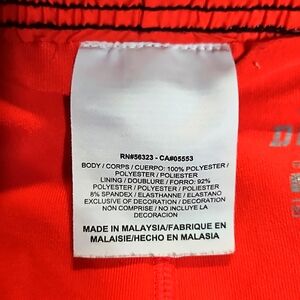 RN#56323 - CA#05553
BODY / CORPS / CUERPO: 100% POLYESTER /
POLYESTER / POLIESTER
LINING / DOUBLURE / FORRO: 92%
POLYESTER / POLYESTER / POLIESTER
8% SPANDEX / ELASTHANNE / ELASTANO
EXCLUSIVE OF DECORATION / DECORATION
NON COMPRISE / NO INCLUYE LA
DECORACION
MADE IN MALAYSIA/FABRIQUE EN
MALAISIE/HECHO EN MALASIA